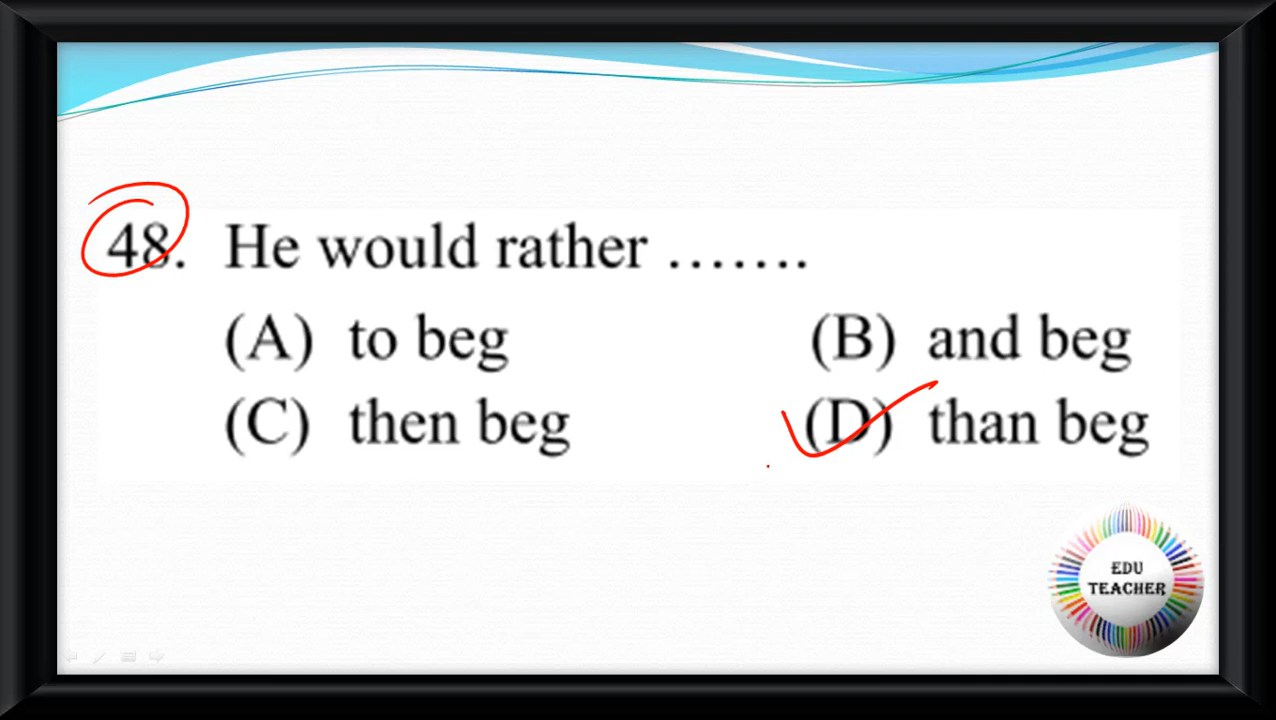 48. He would rather …….
(A) to beg (B) and beg
(C) then beg (D) than beg
EDU
TEACHER